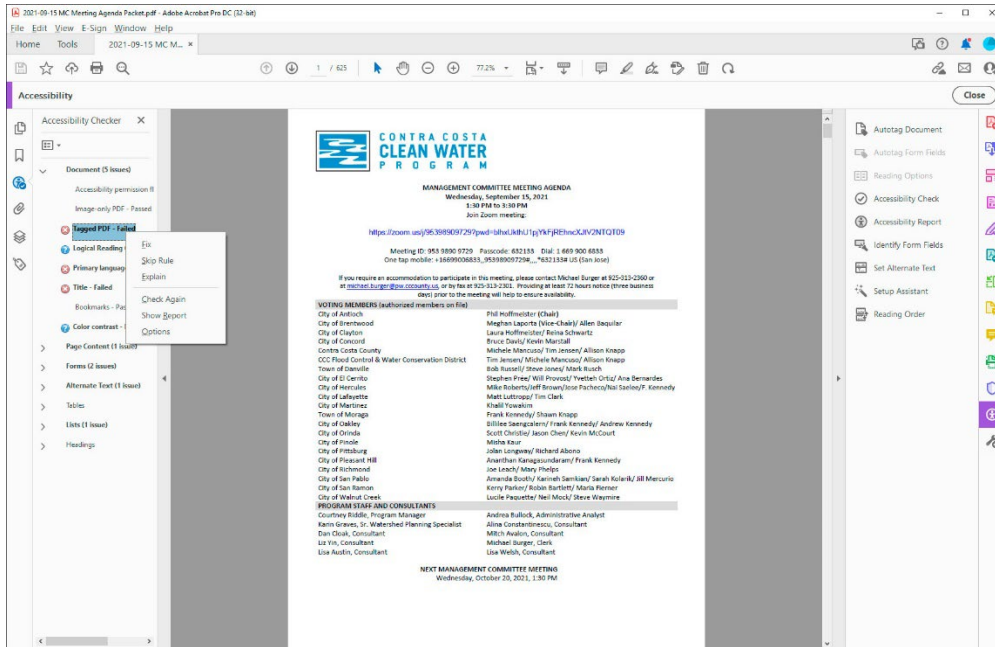 2021-09-15 MC Meeting Agenda Packet.pdf - Adobe Acrobat Pro DC (32-bit)
File Edit View E-Sign Window Help
Home Tools 2021-09-15 MC M... ×
1 / 625 77.2%
Accessibility Close
Accessibility Checker
Document (5 issues)
Accessibility permission fl
Image-only PDF - Passed
Tagged PDF - Failed
Logical Reading
Primary languag
Title - Failed
Bookmarks - Pas
Color contrast -
Page Content (1 issue)
Forms (2 issues)
Alternate Text (1 issue)
Tables
Lists (1 issue)
Headings
Fix
Skip Rule
Explain
Check Again
Show Report
Options
CONTRA COSTA
CLEAN WATER
PROGRAM
MANAGEMENT COMMITTEE MEETING AGENDA
Wednesday, September 15, 2021
1:30 PM to 3:30 PM
Join Zoom meeting:
Meeting ID: 953 9890 9729 Passcode: 632133 Dial: 1 669 900 6833
One tap mobile: +16699006833,,95398909729#,,,,*632133# US (San Jose)
If you require an accommodation to participate in this meeting, please contact Michael Burger at 925-313-2360 or
at michael.burger@pw.cccounty.us, or by fax at 925-313-2301. Providing at least 72 hours notice (three business
days) prior to the meeting will help to ensure availability.
VOTING MEMBERS (authorized members on file)
City of Antioch Phil Hoffmeister (Chair)
City of Brentwood Meghan Laporta (Vice-Chair)/ Allen Baquilar
City of Clayton Laura Hoffmeister/ Reina Schwartz
City of Concord Bruce Davis/ Kevin Marstall
Contra Costa County Michele Mancuso/ Tim Jensen/ Allison Knapp
CCC Flood Control & Water Conservation District Tim Jensen/ Michele Mancuso/ Allison Knapp
Town of Danville Bob Russell/ Steve Jones/ Mark Rusch
City of El Cerrito Stephen Prée/ Will Provost/ Yvetteh Ortiz/ Ana Bernardes
City of Hercules Mike Roberts/Jeff Brown/Jose Pacheco/Nai Saelee/F. Kennedy
City of Lafayette Matt Luttropp/ Tim Clark
City of Martinez Khalil Yowakim
Town of Moraga Frank Kennedy/ Shawn Knapp
City of Oakley Billilee Saengcalern/ Frank Kennedy/ Andrew Kennedy
City of Orinda Scott Christie/ Jason Chen/ Kevin McCourt
City of Pinole Misha Kaur
City of Pittsburg Jolan Longway/ Richard Abono
City of Pleasant Hill Ananthan Kanagasundaram/ Frank Kennedy
City of Richmond Joe Leach/ Mary Phelps
City of San Pablo Amanda Booth/ Karineh Samkian/ Sarah Kolarik/ Jill Mercurio
City of San Ramon Kerry Parker/ Robin Bartlett/ Maria Fierner
City of Walnut Creek Lucile Paquette/ Neil Mock/ Steve Waymire
PROGRAM STAFF AND CONSULTANTS
Courtney Riddle, Program Manager Andrea Bullock, Administrative Analyst
Karin Graves, Sr. Watershed Planning Specialist Alina Constantinescu, Consultant
Dan Cloak, Consultant Mitch Avalon, Consultant
Liz Yin, Consultant Michael Burger, Clerk
Lisa Austin, Consultant Lisa Welsh, Consultant
NEXT MANAGEMENT COMMITTEE MEETING
Wednesday, October 20, 2021, 1:30 PM
Autotag Document
Autotag Form Fields
Reading Options
Accessibility Check
Accessibility Report
Identify Form Fields
Set Alternate Text
Setup Assistant
Reading Order